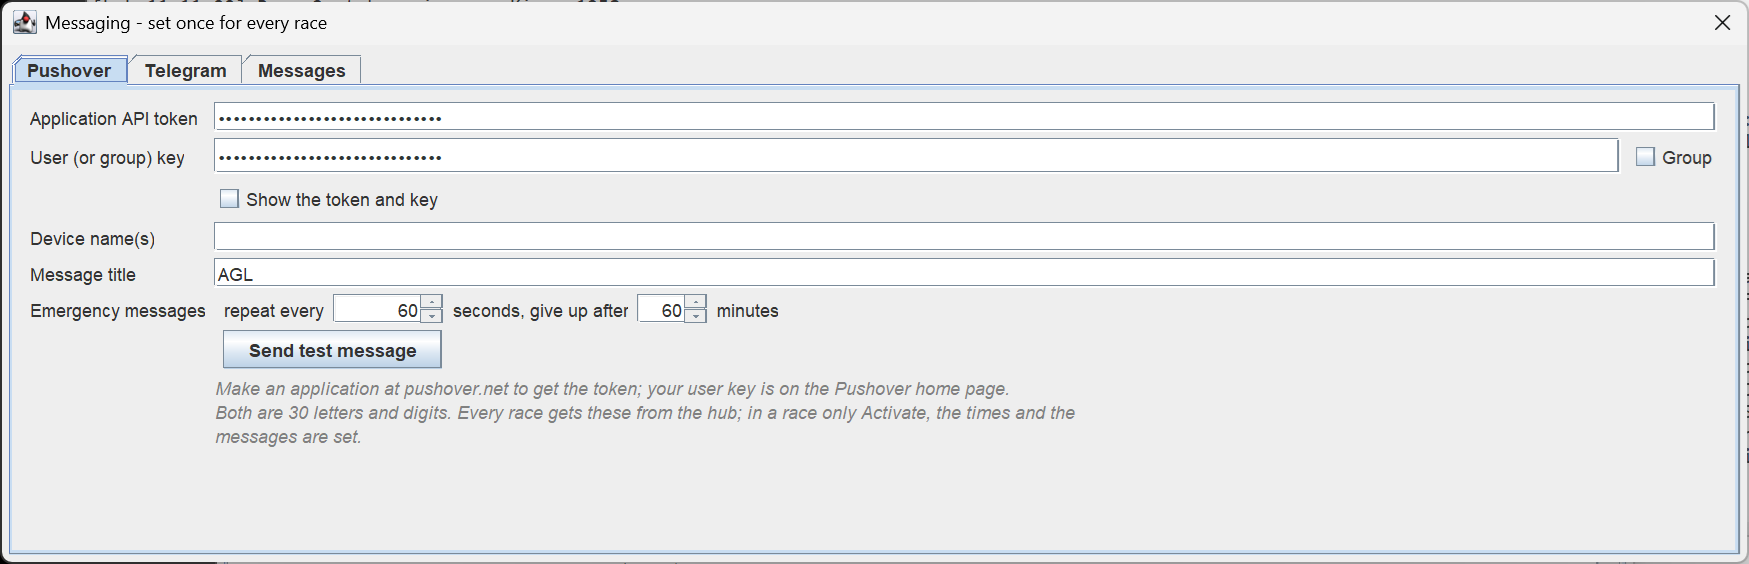 Messaging - set once for every race
Pushover Telegram Messages
Application API token ••••••••••••••••••••••••••••••
User (or group) key •••••••••••••••••••••••••••••• Group
Show the token and key
Device name(s)
Message title AGL
Emergency messages repeat every 60 seconds, give up after 60 minutes
Send test message
Make an application at pushover.net to get the token; your user key is on the Pushover home page.
Both are 30 letters and digits. Every race gets these from the hub; in a race only Activate, the times and the
messages are set.